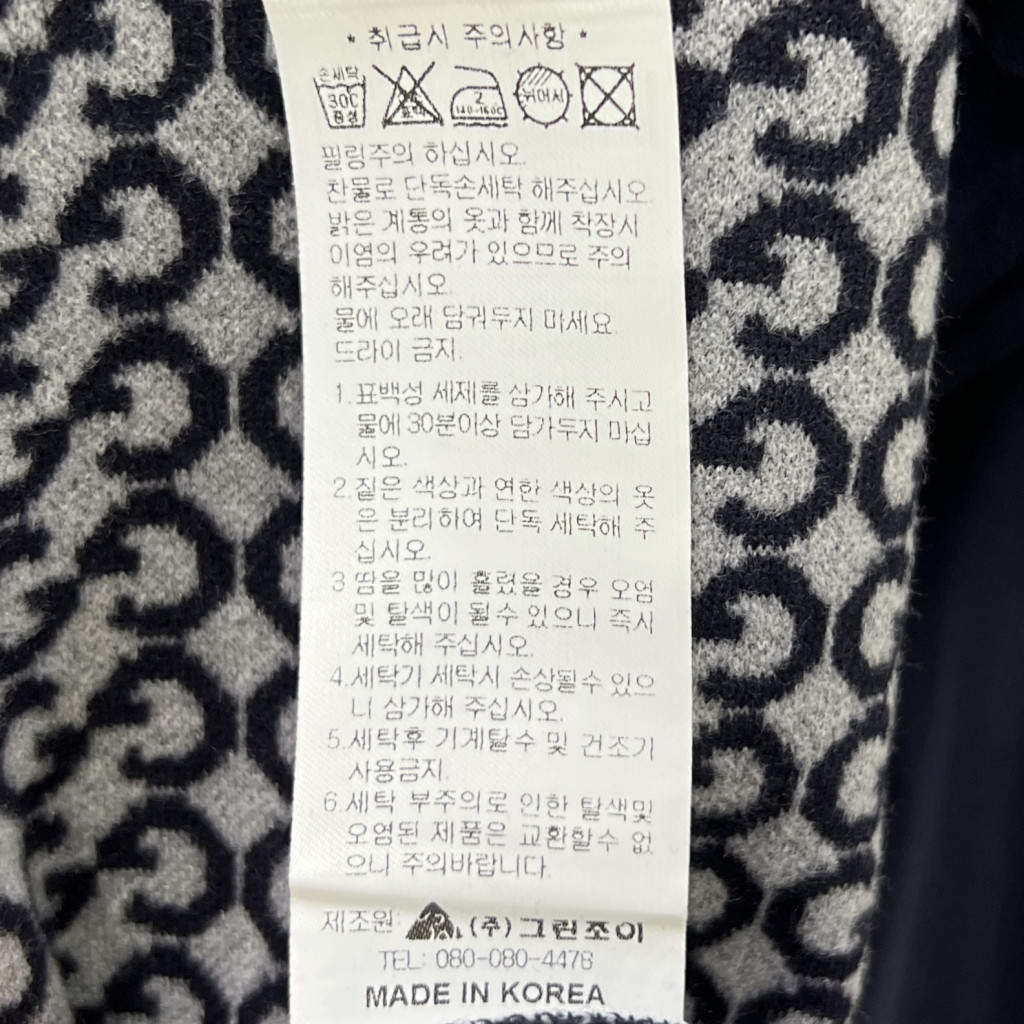 * 취급시 주의사항 *
손세탁
30C
중성
표백
2
140-160C
뉘어서
필링주의 하십시오.
찬물로 단독손세탁 해주십시오
밝은 계통의 옷과 함께 착장시
이염의 우려가 있으므로 주의
해주십시오.
물에 오래 담궈두지 마세요.
드라이 금지.
1.표백성 세제를 삼가해 주시고
물에 30분이상 담가두지 마십
시오.
2.짙은 색상과 연한 색상의 옷
은 분리하여 단독 세탁해 주
십시오.
3 땀을 많이 흘렸을 경우 오염
및 탈색이 될수 있으니 즉시
세탁해 주십시오.
4.세탁기 세탁시 손상될수 있으
니 삼가해 주십시오.
5.세탁후 기계탈수 및 건조기
사용금지.
6.세탁 부주의로 인한 탈색및
오염된 제품은 교환할수 없
으니 주의바랍니다.
제조원: (주)그린조이
TEL: 080-080-4478
MADE IN KOREA